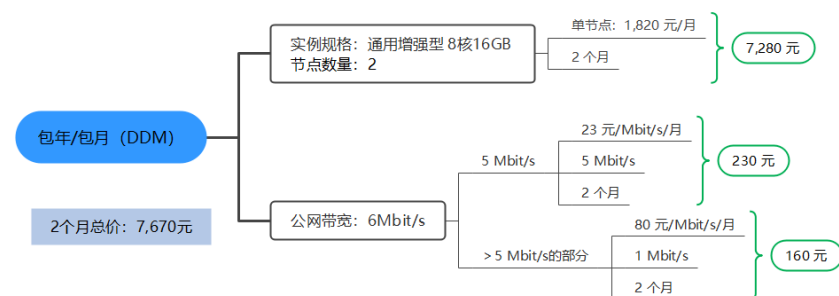 包年/包月（DDM）
2个月总价：7,670元
实例规格：通用增强型 8核16GB
节点数量：2
单节点：1,820 元/月
2 个月
7,280 元
公网带宽：6Mbit/s
5 Mbit/s
23 元/Mbit/s/月
5 Mbit/s
2 个月
230 元
＞5 Mbit/s的部分
80 元/Mbit/s/月
1 Mbit/s
2 个月
160 元